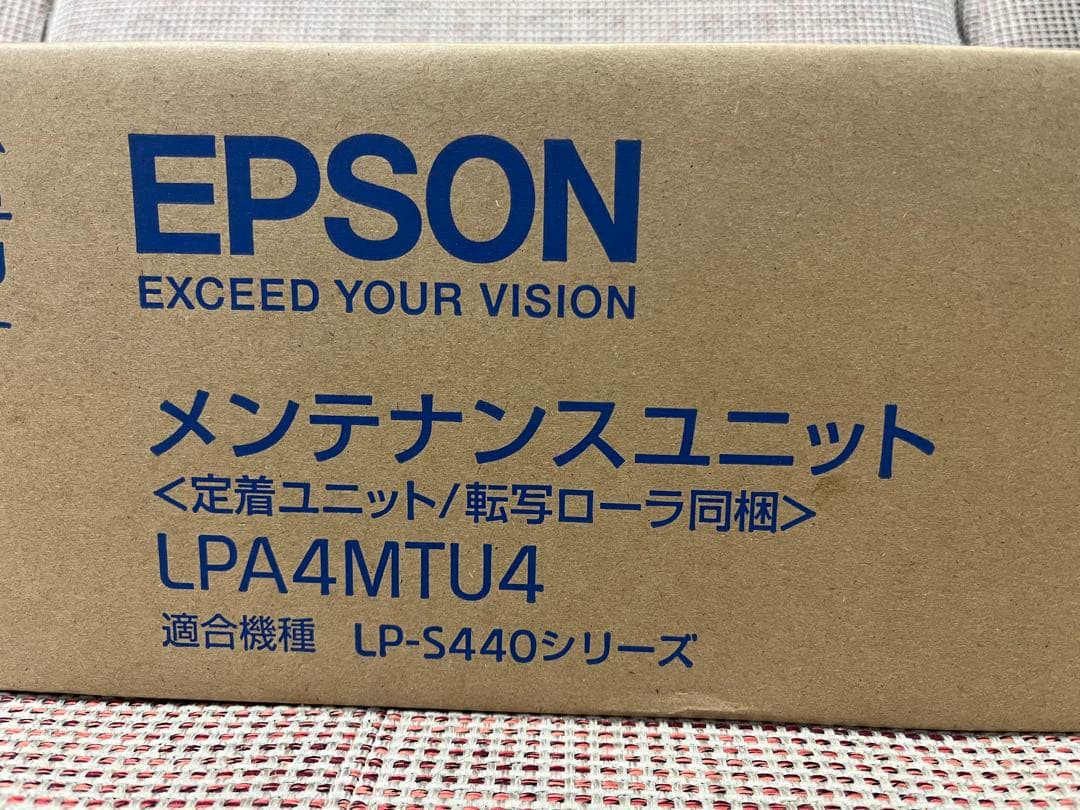 EPSON
EXCEED YOUR VISION
メンテナンスユニット
<定着ユニット/転写ローラ同梱>
LPA4MTU4
適合機種 LP-S440シリーズ